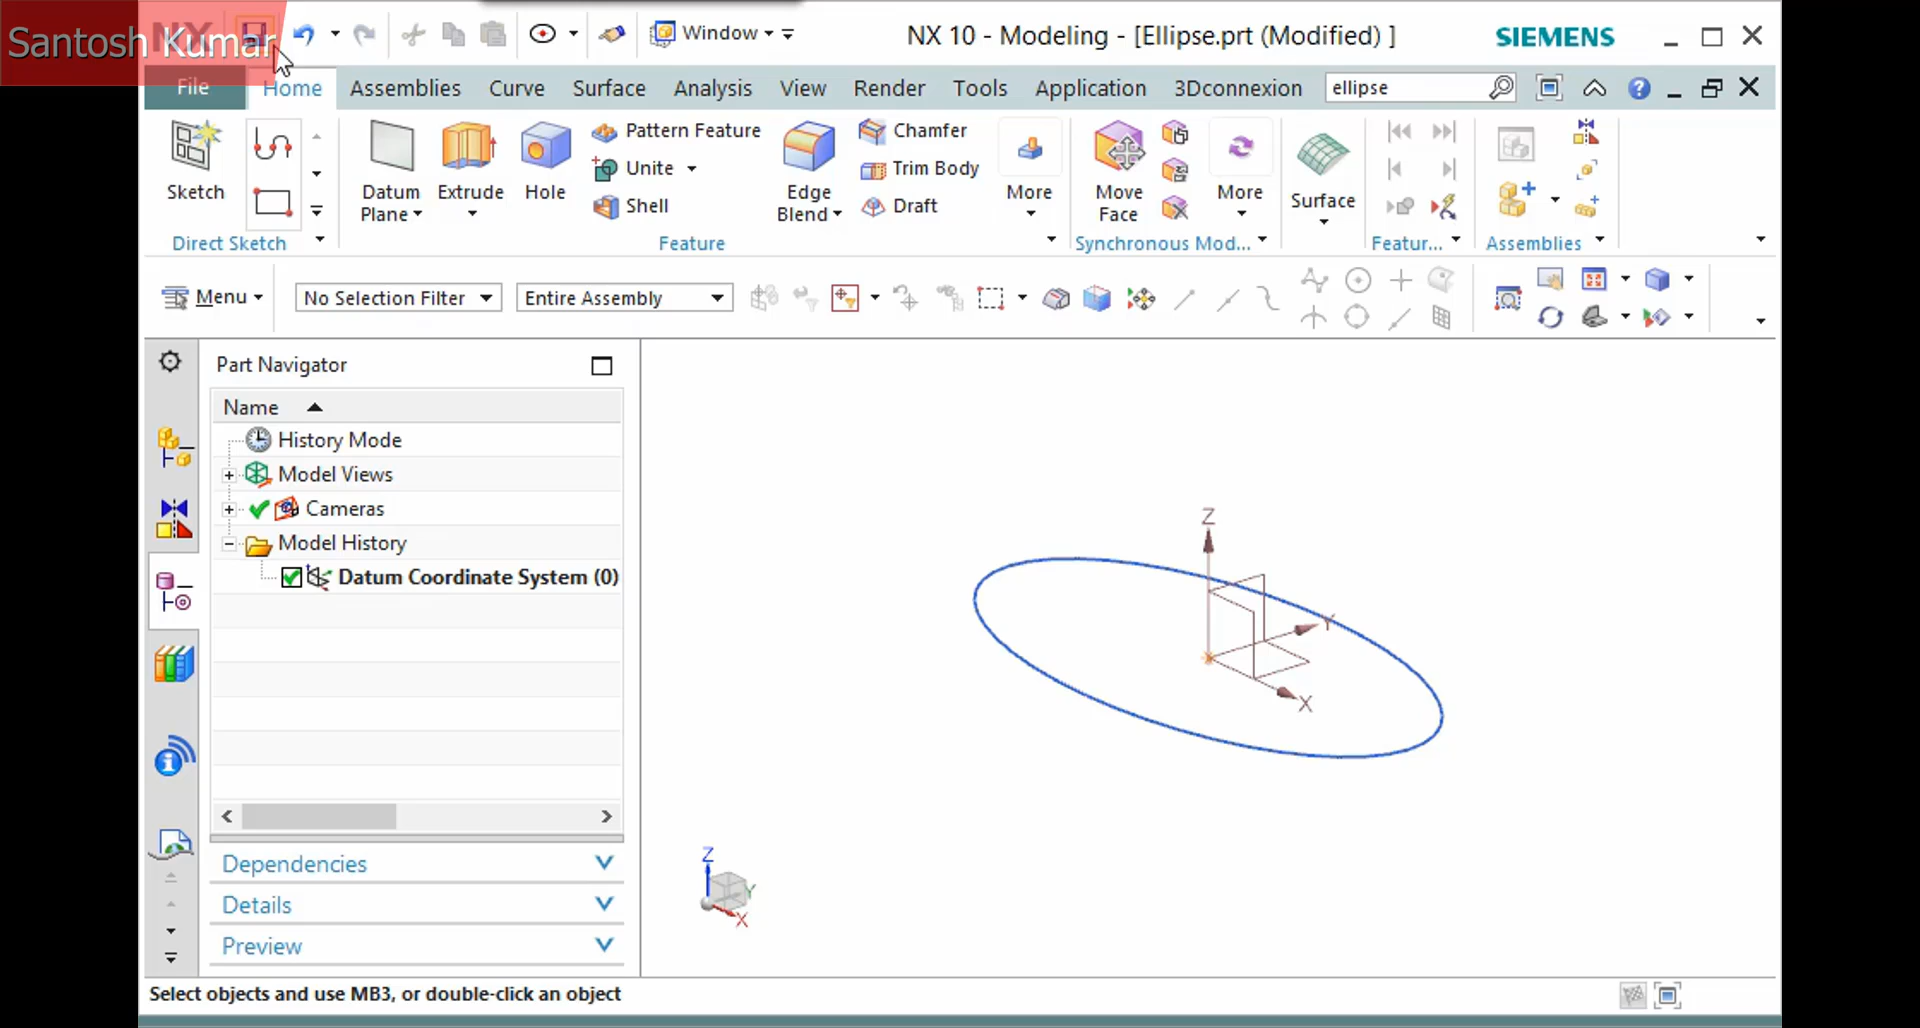 Santosh Kumar
NX
Window
NX 10 - Modeling - [Ellipse.prt (Modified) ]
SIEMENS
File
Home
Assemblies
Curve
Surface
Analysis
View
Render
Tools
Application
3Dconnexion
ellipse
Sketch
Direct Sketch
Datum
Plane
Extrude
Hole
Pattern Feature
Unite
Shell
Edge
Blend
Chamfer
Trim Body
Draft
More
Feature
Move
Face
More
Synchronous Mod...
Surface
Featur...
Assemblies
Menu
No Selection Filter
Entire Assembly
Part Navigator
Name
History Mode
Model Views
Cameras
Model History
Datum Coordinate System (0)
Dependencies
Details
Preview
Z
Y
X
Z
Y
X
Select objects and use MB3, or double-click an object